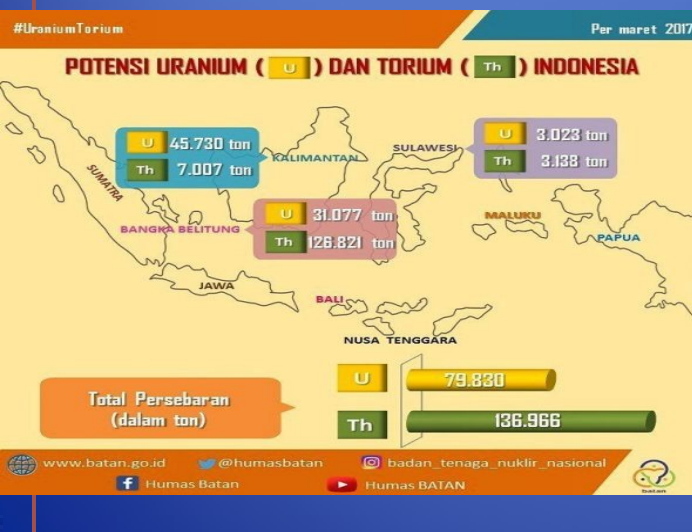 #UraniumTorium
Per maret 2017
POTENSI URANIUM ( U ) DAN TORIUM ( Th ) INDONESIA
U 45.730 ton
Th 7.007 ton
KALIMANTAN
SULAWESI
U 3.023 ton
Th 3.138 ton
SUMATRA
BANGKA BELITUNG
U 31.077 ton
Th 126.821 ton
MALUKU
PAPUA
JAWA
BALI
NUSA TENGGARA
Total Persebaran
(dalam ton)
U 79.830
Th 136.966
www.batan.go.id @humasbatan badan_tenaga_nuklir_nasional
Humas Batan Humas BATAN
batan